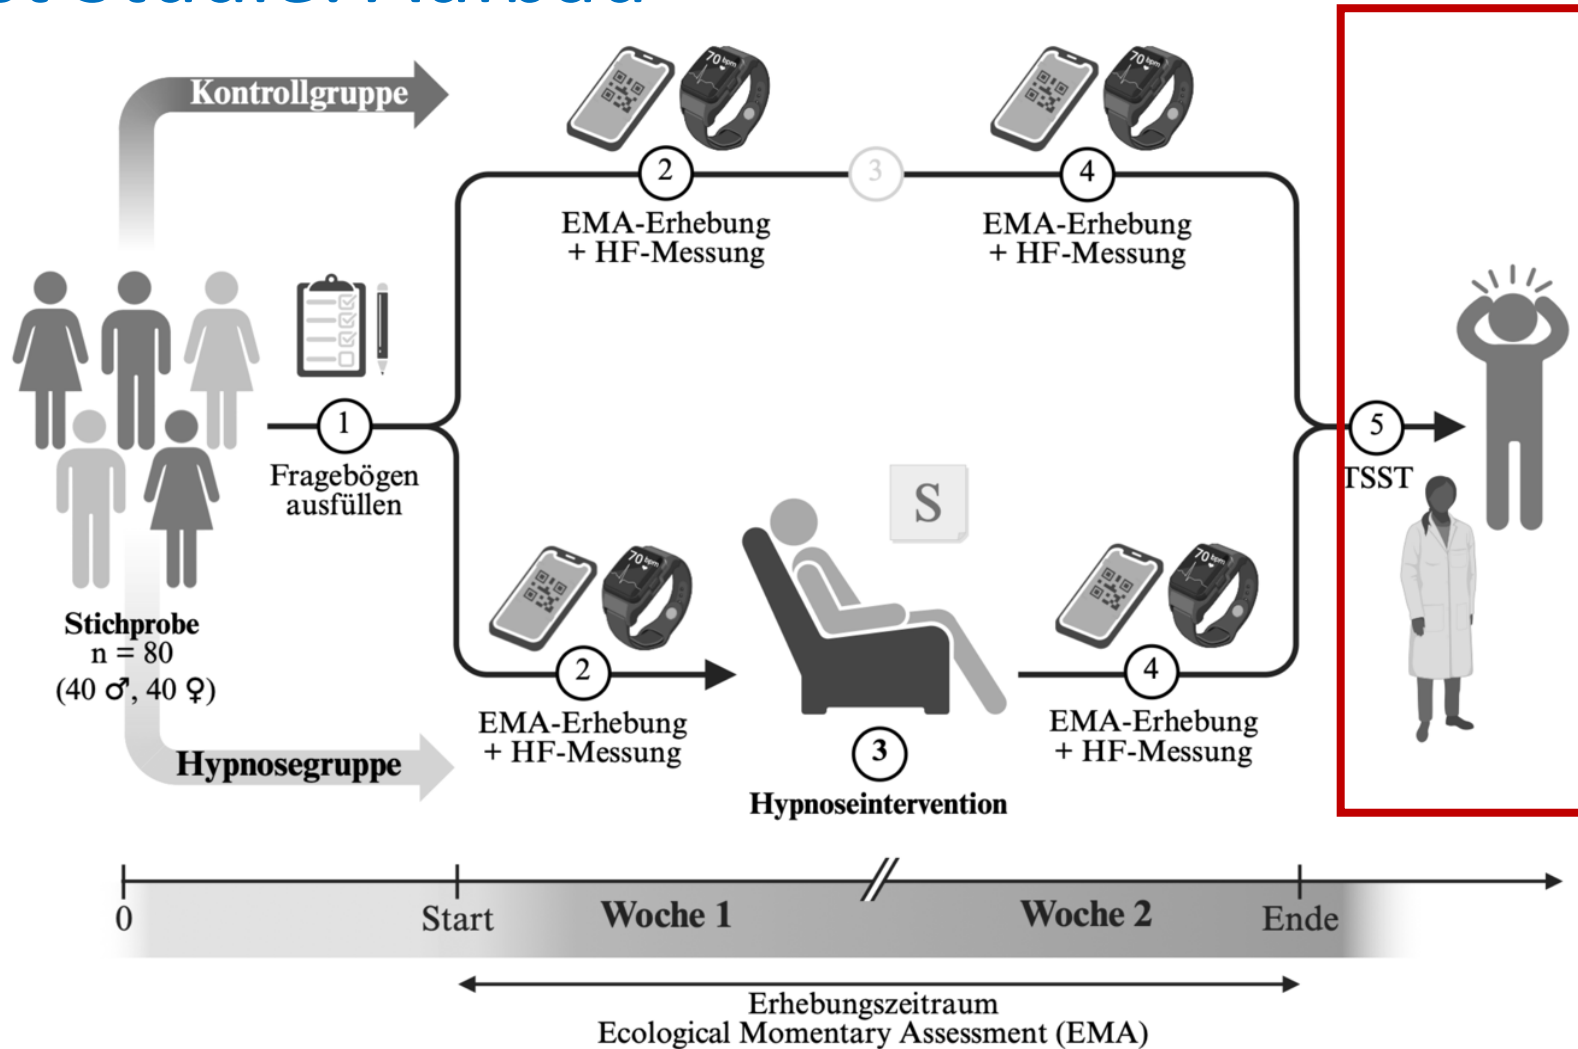 Kontrollgruppe
70 bpm
70 bpm
2
3
4
EMA-Erhebung
+ HF-Messung
EMA-Erhebung
+ HF-Messung
1
Fragebögen
ausfüllen
5
TSST
S
Stichprobe
n = 80
(40 ♂, 40 ♀)
70 bpm
70 bpm
2
4
EMA-Erhebung
+ HF-Messung
EMA-Erhebung
+ HF-Messung
3
Hypnoseintervention
Hypnosegruppe
0
Start
Woche 1
Woche 2
Ende
Erhebungszeitraum
Ecological Momentary Assessment (EMA)